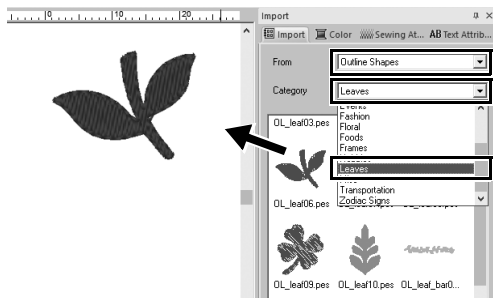 0 10 20
Import
Import Color Sewing At... AB Text Attrib...
From Outline Shapes
Category Leaves
Fashion
Floral
Foods
Frames
Leaves
Transportation
Zodiac Signs
OL_leaf03.pes
OL_leaf06.pes
OL_leaf09.pes OL_leaf10.pes OL_leaf_bar0...